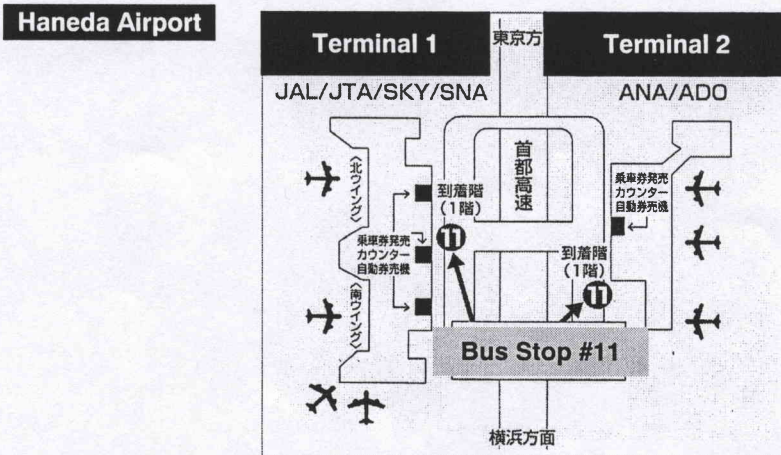 Haneda Airport
Terminal 1
東京方
Terminal 2
JAL/JTA/SKY/SNA
ANA/ADO
首都高速
〈北ウイング〉
到着階
(1階)
乗車券発売
カウンター
自動券売機
乗車券発売
カウンター
自動券売機
11
到着階
(1階)
11
〈南ウイング〉
Bus Stop #11
横浜方面